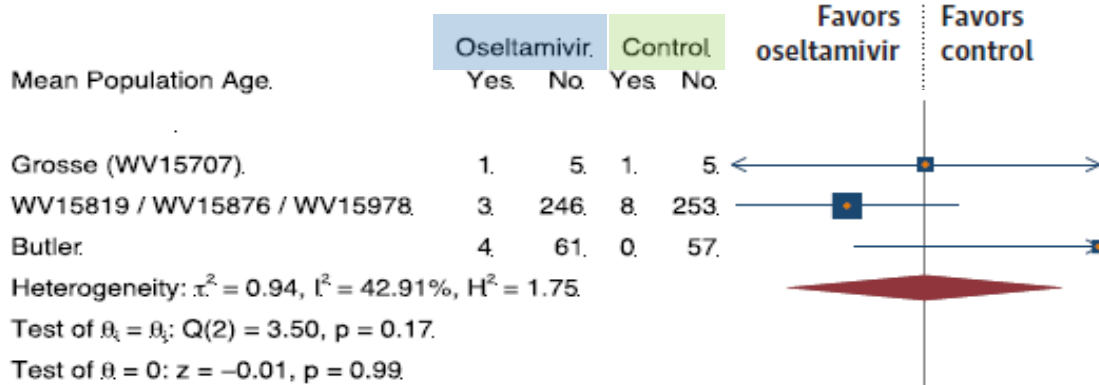 Favors oseltamivir Favors control
Oseltamivir. Control.
Mean Population Age. Yes. No. Yes. No.
.
Grosse (WV15707). 1. 5. 1. 5.
WV15819 / WV15876 / WV15978. 3. 246. 8. 253.
Butler. 4. 61. 0. 57.
Heterogeneity: τ² = 0.94, I² = 42.91%, H² = 1.75.
Test of θᵢ = θⱼ: Q(2) = 3.50, p = 0.17.
Test of θ = 0: z = −0.01, p = 0.99.